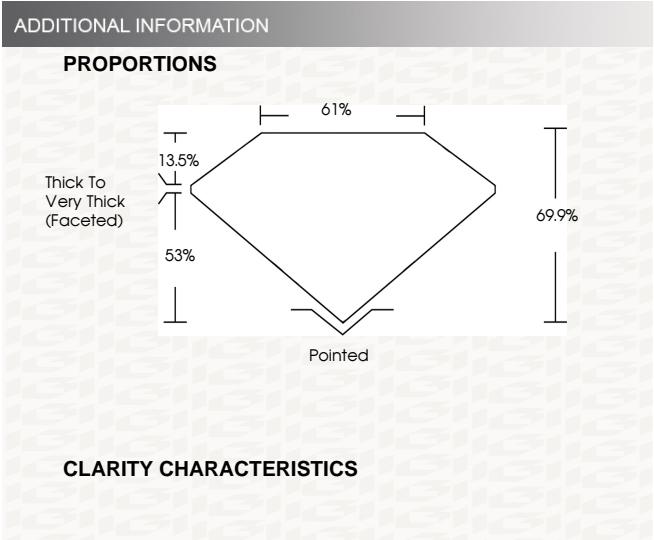 ADDITIONAL INFORMATION
PROPORTIONS
61%
13.5%
Thick To
Very Thick
(Faceted)
69.9%
53%
Pointed
CLARITY CHARACTERISTICS